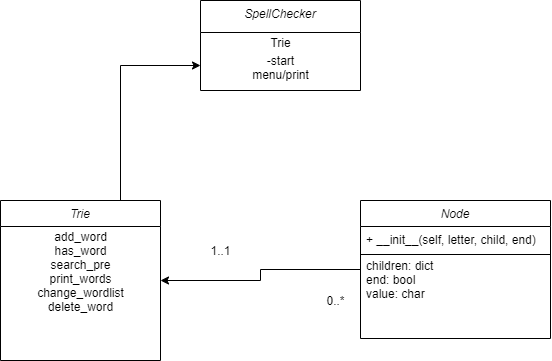 SpellChecker
Trie
-start
menu/print
Trie
add_word
has_word
search_pre
print_words
change_wordlist
delete_word
1..1
0..*
Node
+ __init__(self, letter, child, end)
children: dict
end: bool
value: char